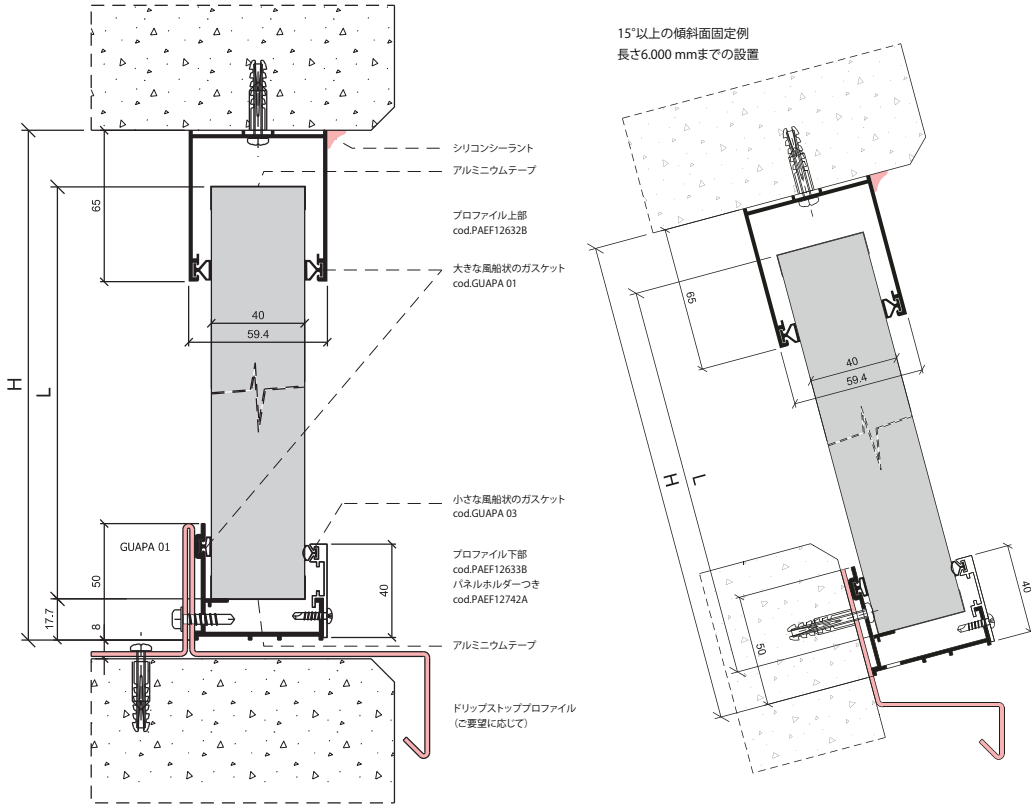 15°以上の傾斜面固定例
長さ6.000 mmまでの設置
シリコンシーラント
アルミニウムテープ
プロファイル上部
cod.PAEF12632B
大きな風船状のガスケット
cod.GUAPA 01
小さな風船状のガスケット
cod.GUAPA 03
プロファイル下部
cod.PAEF12633B
パネルホルダーつき
cod.PAEF12742A
アルミニウムテープ
ドリップストッププロファイル
（ご要望に応じて）
H
L
65
40
59.4
GUAPA 01
50
17.7
8
40
65
40
59.4
H
L
50
40